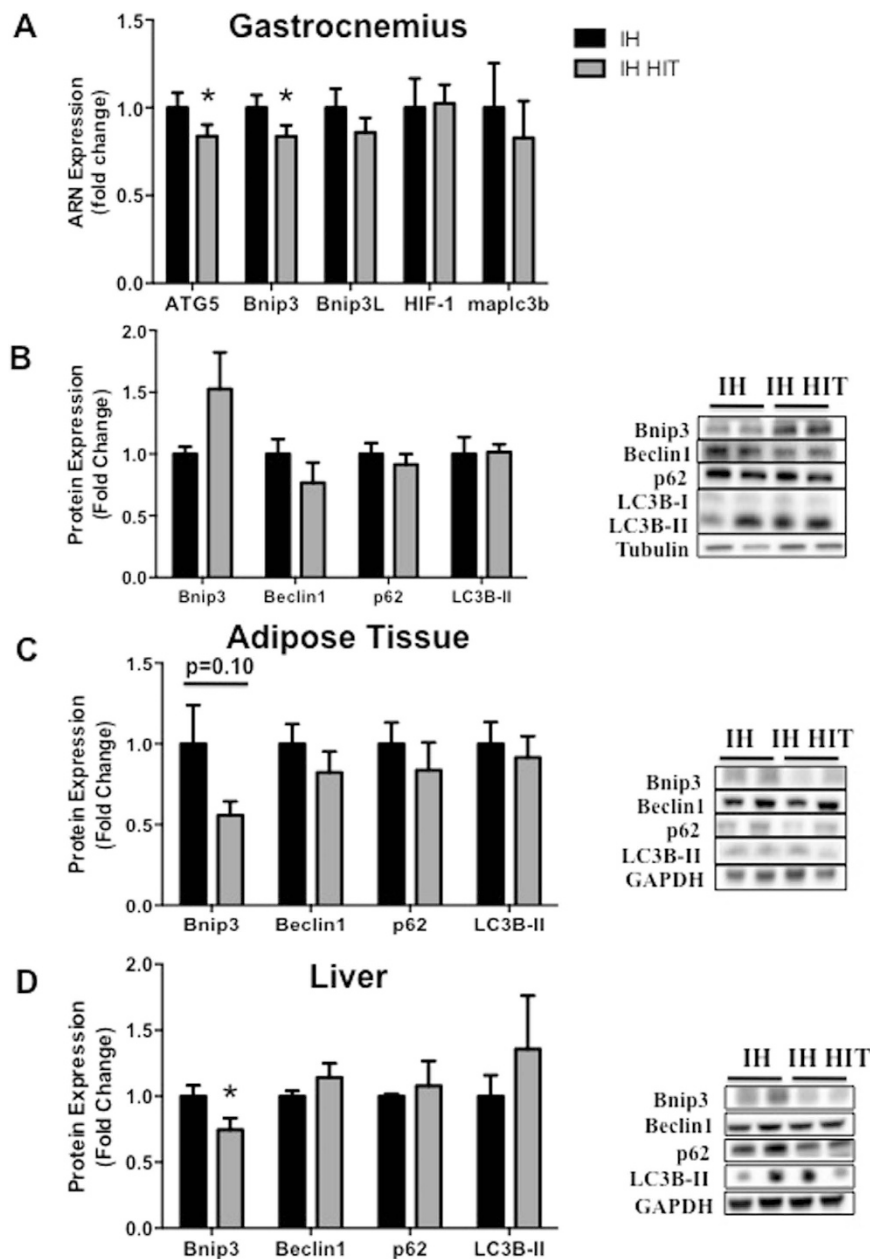 A
Gastrocnemius
IH
IH HIT
ARN Expression
(fold change)
1.5
1.0
0.5
0.0
* *
ATG5 Bnip3 Bnip3L HIF-1 maplc3b
B
Protein Expression
(Fold Change)
2.0
1.5
1.0
0.5
0.0
Bnip3 Beclin1 p62 LC3B-II
IH IH HIT
Bnip3
Beclin1
p62
LC3B-I
LC3B-II
Tubulin
C
Adipose Tissue
Protein Expression
(Fold Change)
1.5
1.0
0.5
0.0
p=0.10
Bnip3 Beclin1 p62 LC3B-II
IH IH HIT
Bnip3
Beclin1
p62
LC3B-II
GAPDH
D
Liver
Protein Expression
(Fold Change)
2.0
1.5
1.0
0.5
0.0
*
Bnip3 Beclin1 p62 LC3B-II
IH IH HIT
Bnip3
Beclin1
p62
LC3B-II
GAPDH